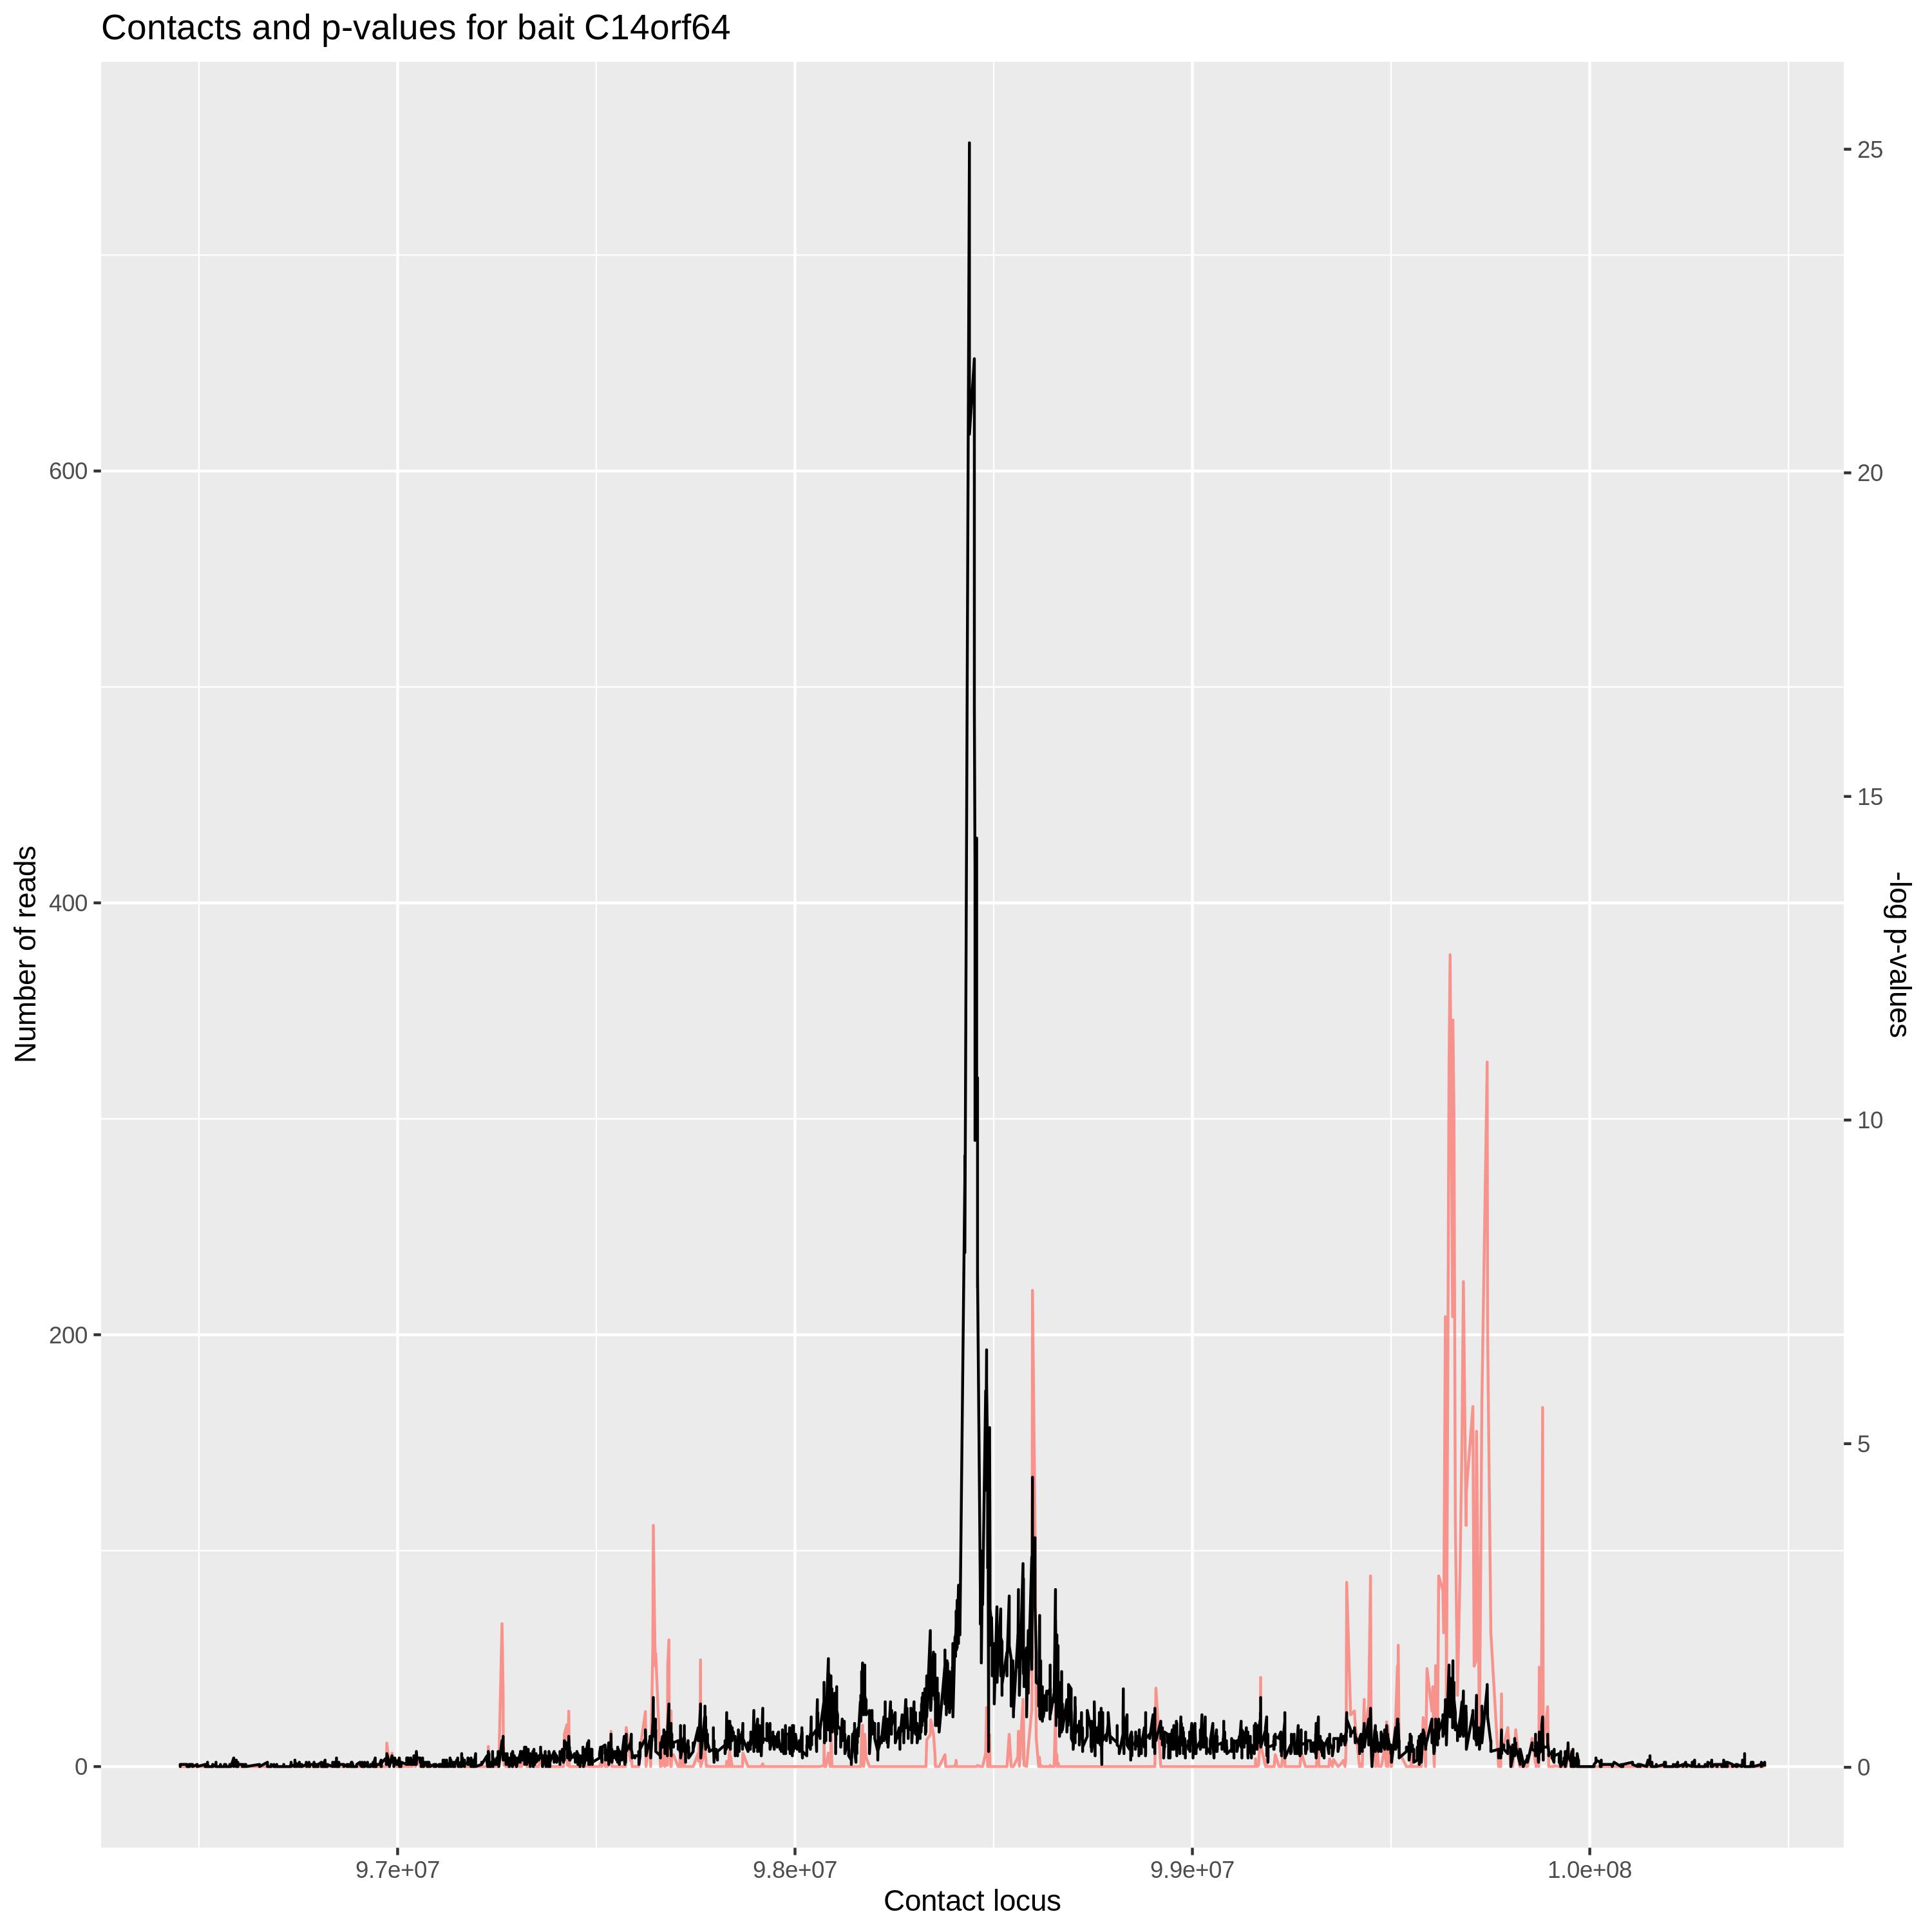 Contacts and p-values for bait C14orf64
Number of reads
600
400
200
0
25
20
15
10
5
0
-log p-values
9.7e+07
9.8e+07
9.9e+07
1.0e+08
Contact locus